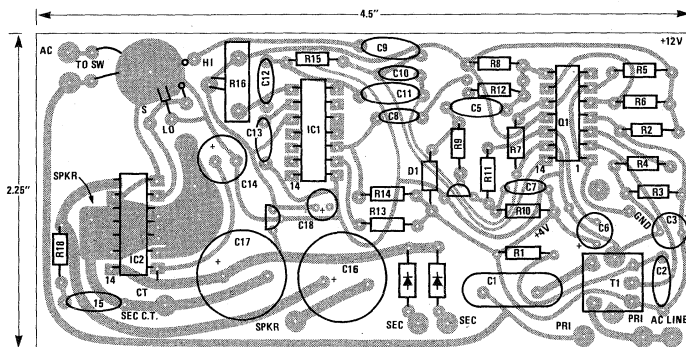 4.5"
2.25"
AC
TO SW
HI
S
LO
R16
C12
R15
C9
C10
C11
C8
C13
IC1
14
R8
R12
C5
Q1
+12V
R5
R6
R2
R4
R3
R9
R11
R7
14
1
D1
C7
R10
+4V
C6
+
GND
C3
SPKR
R18
IC2
14
1
+
C14
R14
R13
+
C18
C17
+
C16
+
CT
15
SEC C.T.
SPKR
SEC
SEC
R1
C1
T1
C2
PRI
PRI
AC LINE